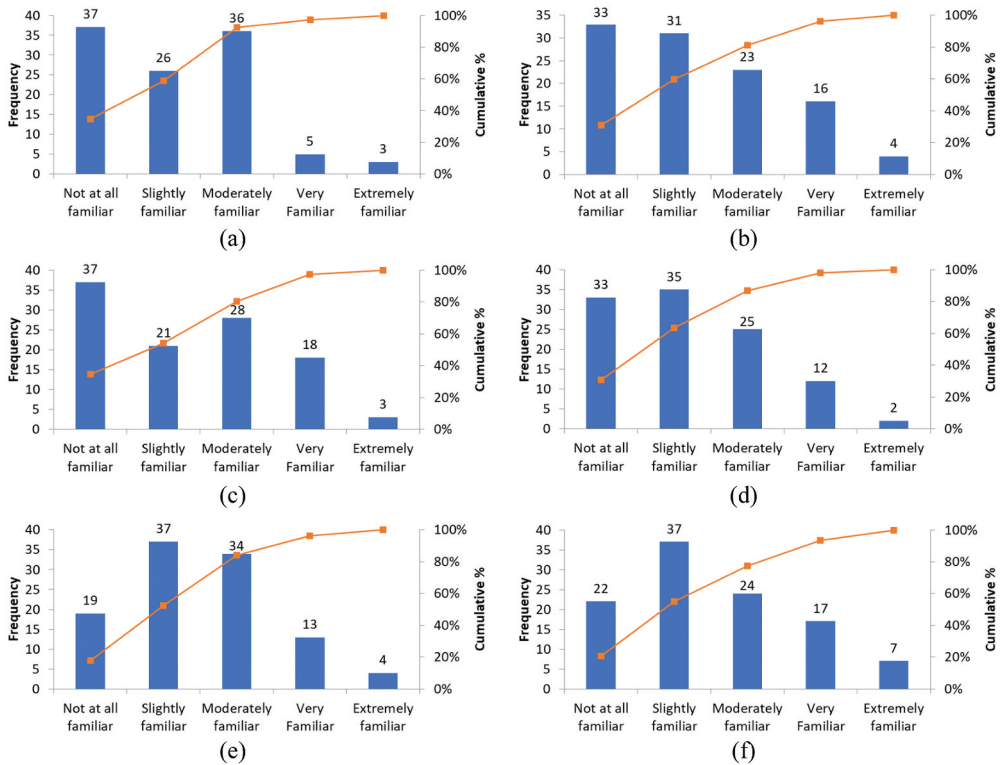 40
35
30
25
20
15
10
5
0
Frequency
37
26
36
5
3
100%
80%
60%
40%
20%
0%
Cumulative %
Not at all familiar
Slightly familiar
Moderately familiar
Very Familiar
Extremely familiar
(a)
35
30
25
20
15
10
5
0
Frequency
33
31
23
16
4
100%
80%
60%
40%
20%
0%
Cumulative %
Not at all familiar
Slightly familiar
Moderately familiar
Very Familiar
Extremely familiar
(b)
40
35
30
25
20
15
10
5
0
Frequency
37
21
28
18
3
100%
80%
60%
40%
20%
0%
Cumulative %
Not at all familiar
Slightly familiar
Moderately familiar
Very Familiar
Extremely familiar
(c)
40
35
30
25
20
15
10
5
0
Frequency
33
35
25
12
2
100%
80%
60%
40%
20%
0%
Cumulative %
Not at all familiar
Slightly familiar
Moderately familiar
Very Familiar
Extremely familiar
(d)
40
35
30
25
20
15
10
5
0
Frequency
19
37
34
13
4
100%
80%
60%
40%
20%
0%
Cumulative %
Not at all familiar
Slightly familiar
Moderately familiar
Very Familiar
Extremely familiar
(e)
40
35
30
25
20
15
10
5
0
Frequency
22
37
24
17
7
100%
80%
60%
40%
20%
0%
Cumulative %
Not at all familiar
Slightly familiar
Moderately familiar
Very Familiar
Extremely familiar
(f)